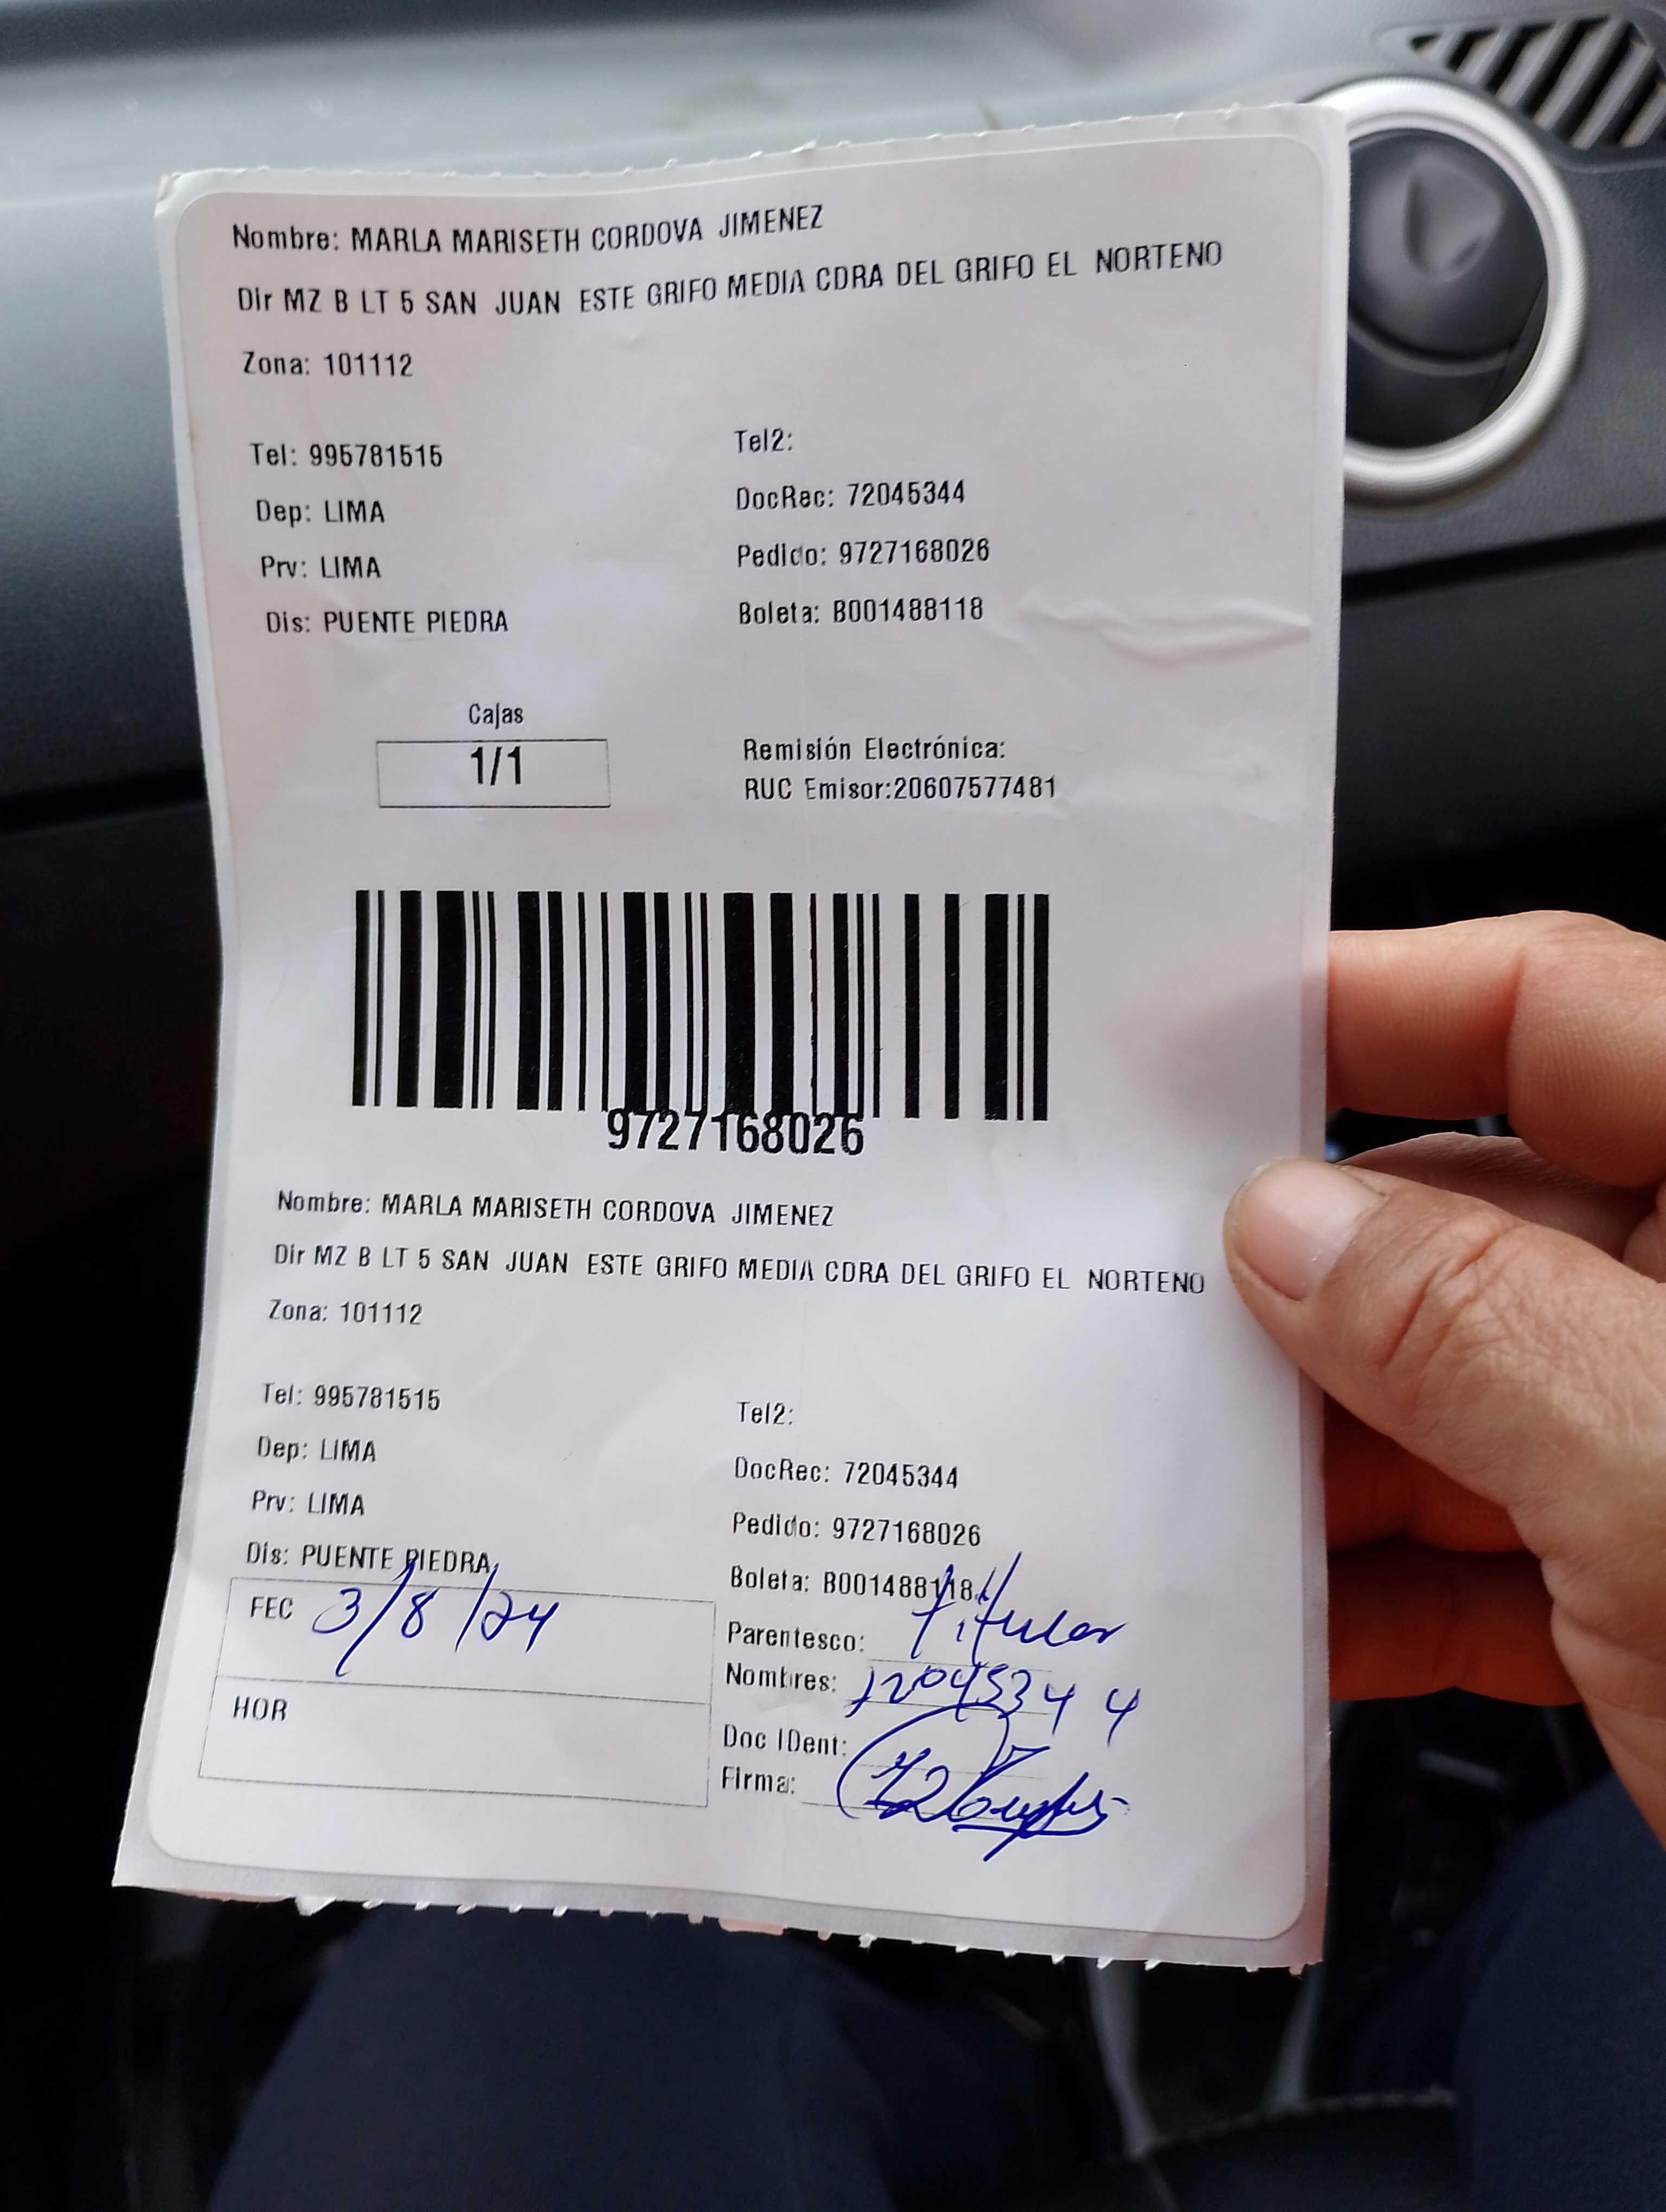 Nombre: MARLA MARISETH CORDOVA JIMENEZ
Dir MZ B LT 5 SAN JUAN ESTE GRIFO MEDIA CDRA DEL GRIFO EL NORTENO
Zona: 101112
Tel: 995781515
Tel2:
Dep: LIMA
DocRec: 72045344
Prv: LIMA
Pedido: 9727168026
Dis: PUENTE PIEDRA
Boleta: B001488118
Cajas
1/1
Remisión Electrónica:
RUC Emisor:20607577481
9727168026
Nombre: MARLA MARISETH CORDOVA JIMENEZ
Dir MZ B LT 5 SAN JUAN ESTE GRIFO MEDIA CDRA DEL GRIFO EL NORTENO
Zona: 101112
Tel: 995781515
Tel2:
Dep: LIMA
DocRec: 72045344
Prv: LIMA
Pedido: 9727168026
Dis: PUENTE PIEDRA
Boleta: B001488118
FEC 3/8/24
Parentesco: titular
Nombres: 72045344
HOR
Doc IDent:
Firma: